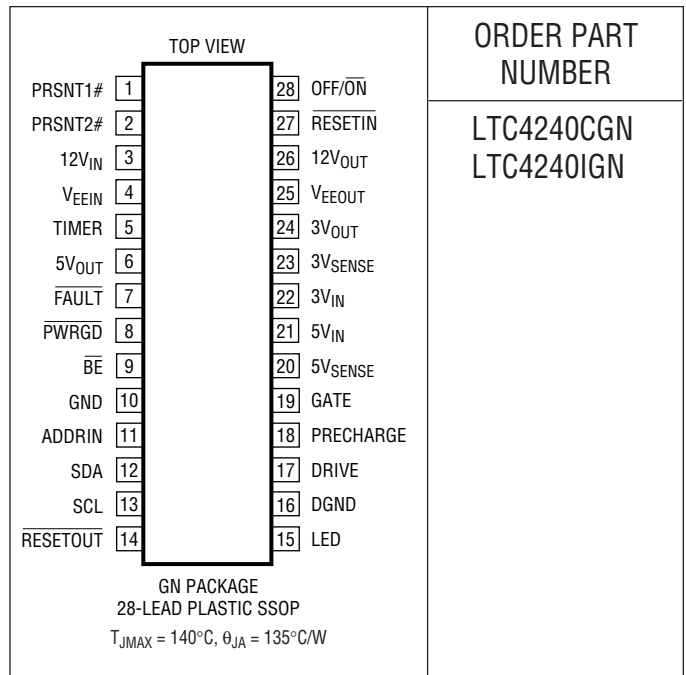 TOP VIEW
PRSNT1# 1
PRSNT2# 2
12VIN 3
VEEIN 4
TIMER 5
5VOUT 6
FAULT 7
PWRGD 8
BE 9
GND 10
ADDRIN 11
SDA 12
SCL 13
RESETOUT 14
28 OFF/ON
27 RESETIN
26 12VOUT
25 VEEOUT
24 3VOUT
23 3VSENSE
22 3VIN
21 5VIN
20 5VSENSE
19 GATE
18 PRECHARGE
17 DRIVE
16 DGND
15 LED
GN PACKAGE
28-LEAD PLASTIC SSOP
TJMAX = 140°C, θJA = 135°C/W
ORDER PART
NUMBER
LTC4240CGN
LTC4240IGN